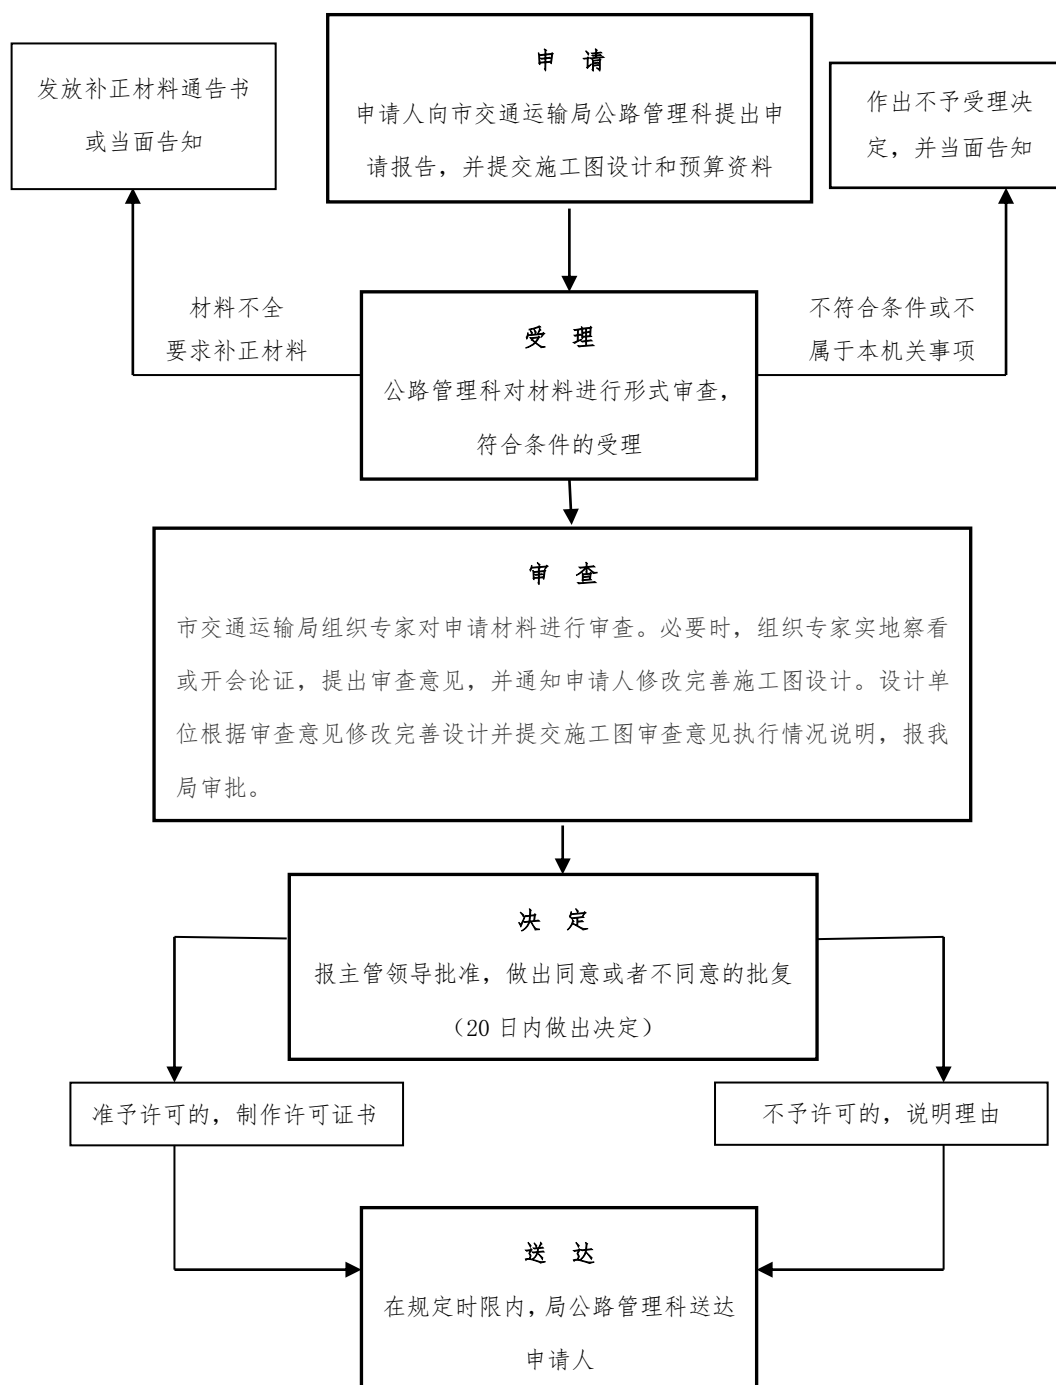 申 请
申请人向市交通运输局公路管理科提出申
请报告，并提交施工图设计和预算资料
发放补正材料通告书
或当面告知
作出不予受理决
定，并当面告知
材料不全
要求补正材料
不符合条件或不
属于本机关事项
受 理
公路管理科对材料进行形式审查，
符合条件的受理
审 查
市交通运输局组织专家对申请材料进行审查。必要时，组织专家实地察看
或开会论证，提出审查意见，并通知申请人修改完善施工图设计。设计单
位根据审查意见修改完善设计并提交施工图审查意见执行情况说明，报我
局审批。
决 定
报主管领导批准，做出同意或者不同意的批复
（20 日内做出决定）
准予许可的，制作许可证书
不予许可的，说明理由
送 达
在规定时限内，局公路管理科送达
申请人